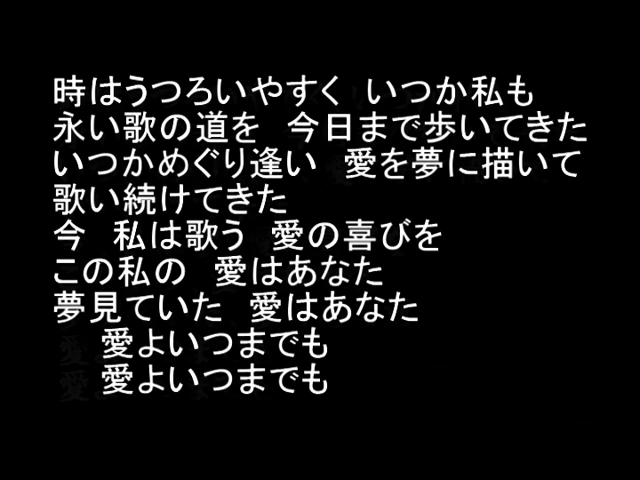 時はうつろいやすく　いつか私も
永い歌の道を　今日まで歩いてきた
いつかめぐり逢い　愛を夢に描いて
歌い続けてきた
今　私は歌う　愛の喜びを
この私の　愛はあなた
夢見ていた　愛はあなた
愛よいつまでも
愛よいつまでも